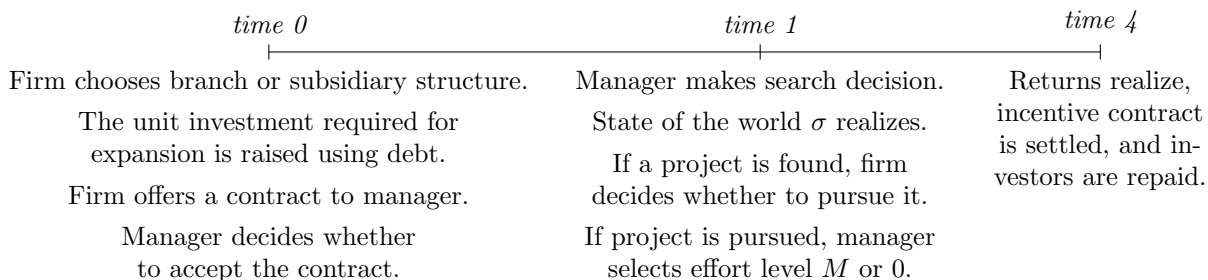 time 0
time 1
time 4
Firm chooses branch or subsidiary structure.
The unit investment required for
expansion is raised using debt.
Firm offers a contract to manager.
Manager decides whether
to accept the contract.
Manager makes search decision.
State of the world σ realizes.
If a project is found, firm
decides whether to pursue it.
If project is pursued, manager
selects effort level M or 0.
Returns realize,
incentive contract
is settled, and in-
vestors are repaid.